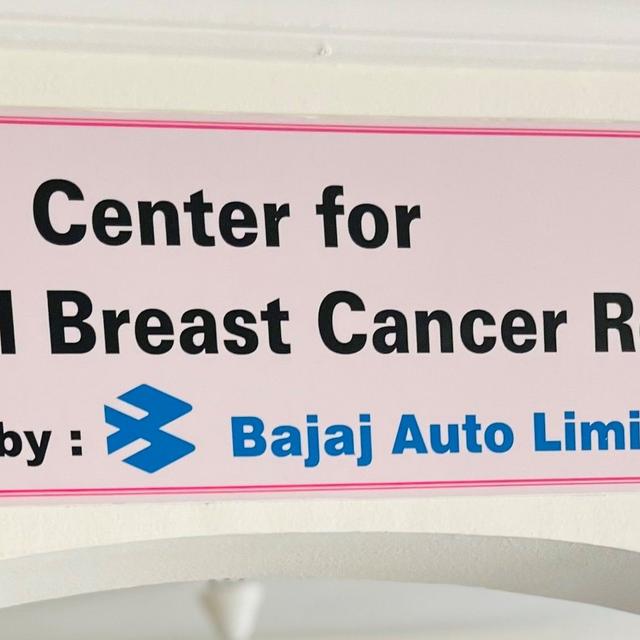 Center for
Breast Cancer
by : Bajaj Auto